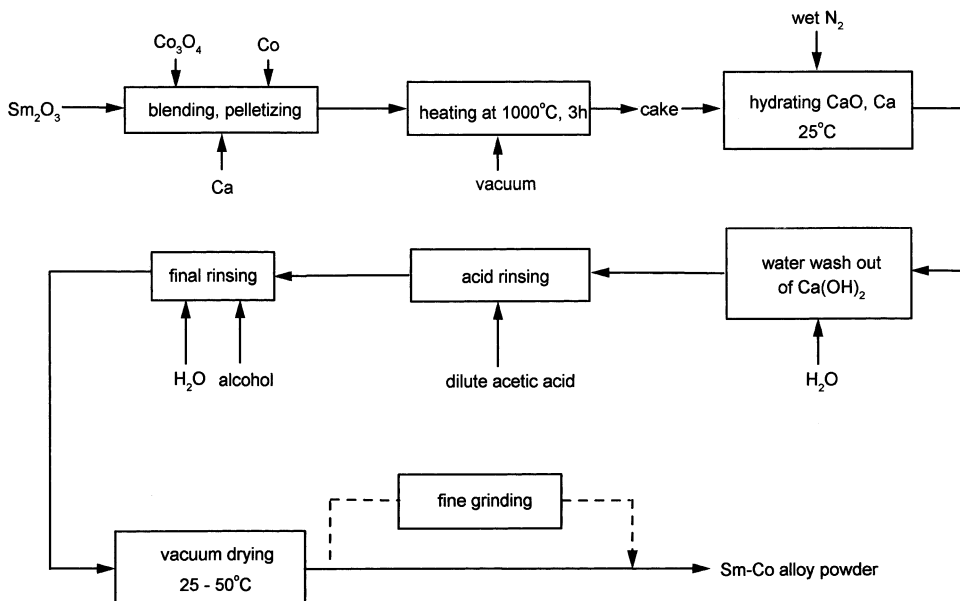 Co₃O₄
Co
Sm₂O₃
blending, pelletizing
Ca
heating at 1000°C, 3h
vacuum
cake
wet N₂
hydrating CaO, Ca
25°C
water wash out
of Ca(OH)₂
H₂O
acid rinsing
dilute acetic acid
final rinsing
H₂O
alcohol
vacuum drying
25 - 50°C
fine grinding
Sm-Co alloy powder